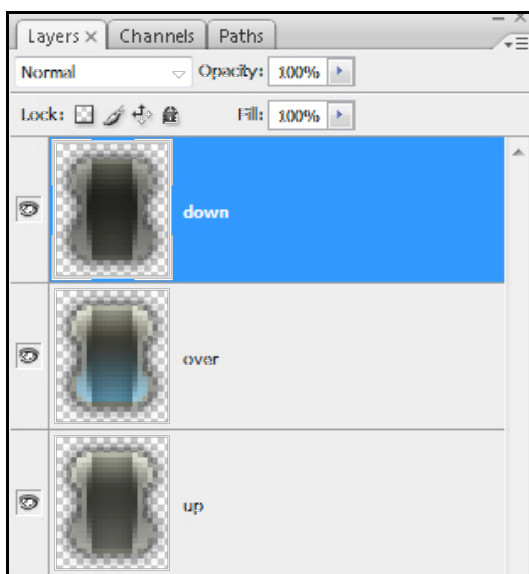 Layers × Channels Paths
Normal Opacity: 100%
Lock: Fill: 100%
down
over
up